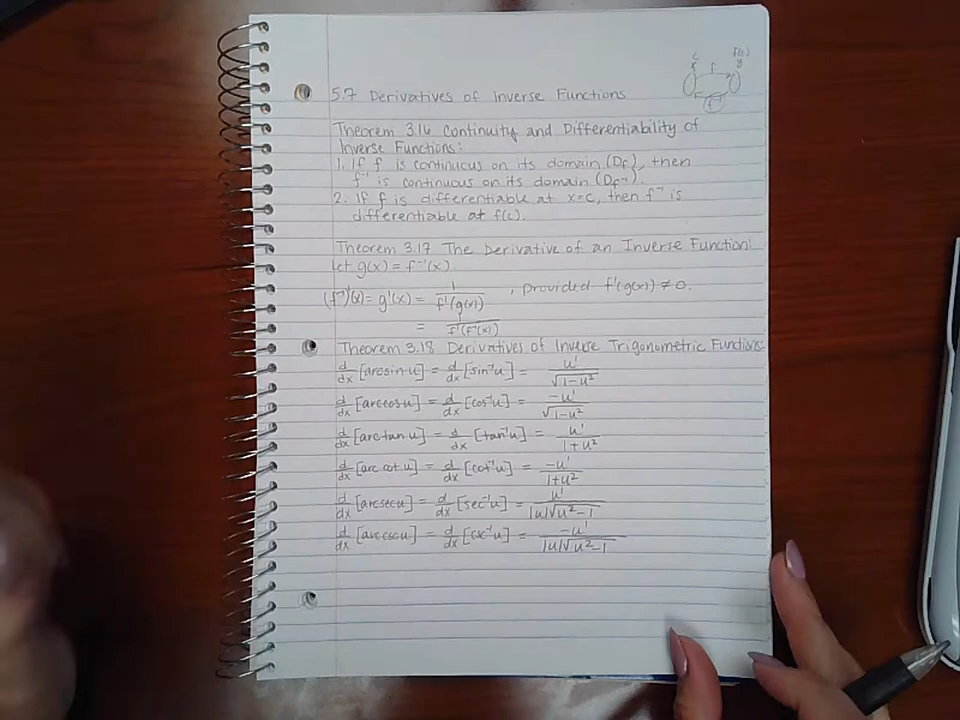 c f(c)
x f y
f⁻¹
5.7 Derivatives of Inverse Functions
Theorem 3.16 Continuity and Differentiability of
Inverse Functions:
1. If f is continuous on its domain (Df), then
f⁻¹ is continuous on its domain (Df⁻¹).
2. If f is differentiable at x=c, then f⁻¹ is
differentiable at f(c).
Theorem 3.17 The Derivative of an Inverse Function:
Let g(x) = f⁻¹(x).
(f⁻¹)'(x) = g'(x) = 1/f'(g(x)), provided f'(g(x)) ≠ 0.
= 1/f'(f⁻¹(x))
Theorem 3.18 Derivatives of Inverse Trigonometric Functions:
d/dx [arcsin u] = d/dx [sin⁻¹u] = u'/√(1-u²)
d/dx [arccos u] = d/dx [cos⁻¹u] = -u'/√(1-u²)
d/dx [arctan u] = d/dx [tan⁻¹u] = u'/(1+u²)
d/dx [arc cot u] = d/dx [cot⁻¹u] = -u'/(1+u²)
d/dx [arcsec u] = d/dx [sec⁻¹u] = u'/(|u|√(u²-1))
d/dx [arccsc u] = d/dx [csc⁻¹u] = -u'/(|u|√(u²-1))